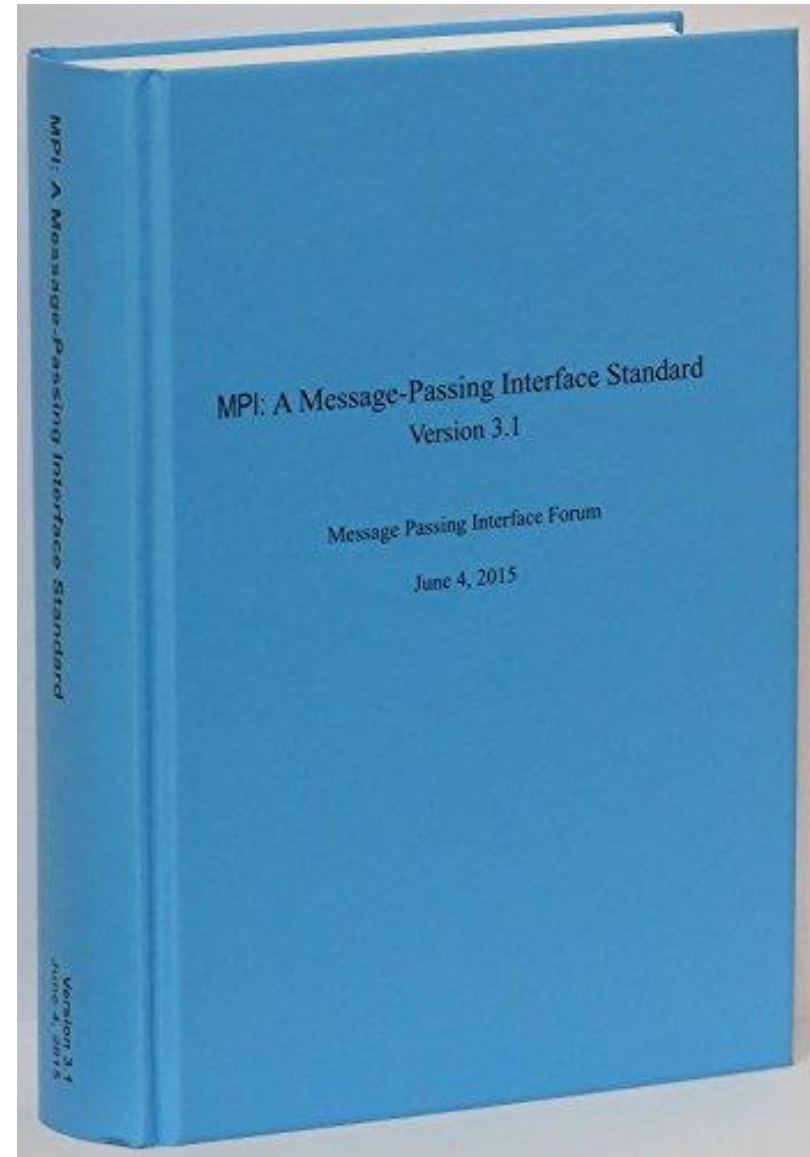 MPI: A Message-Passing Interface Standard
Version 3.1
Message Passing Interface Forum
June 4, 2015
MPI: A Message-Passing Interface Standard
Version 3.1
June 4, 2015